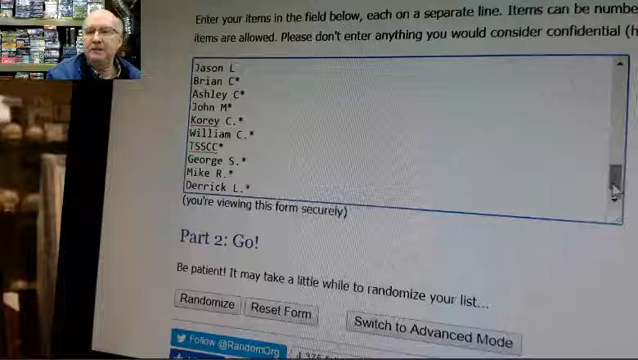 Enter your items in the field below, each on a separate line. Items can be numbe
items are allowed. Please don't enter anything you would consider confidential (h
Jason L
Brian C*
Ashley C*
John M*
Korey C.*
William C.*
TSSCC*
George S.*
Mike R.*
Derrick L.*
(you're viewing this form securely)
Part 2: Go!
Be patient! It may take a little while to randomize your list...
Randomize
Reset Form
Switch to Advanced Mode
Follow @RandomOrg